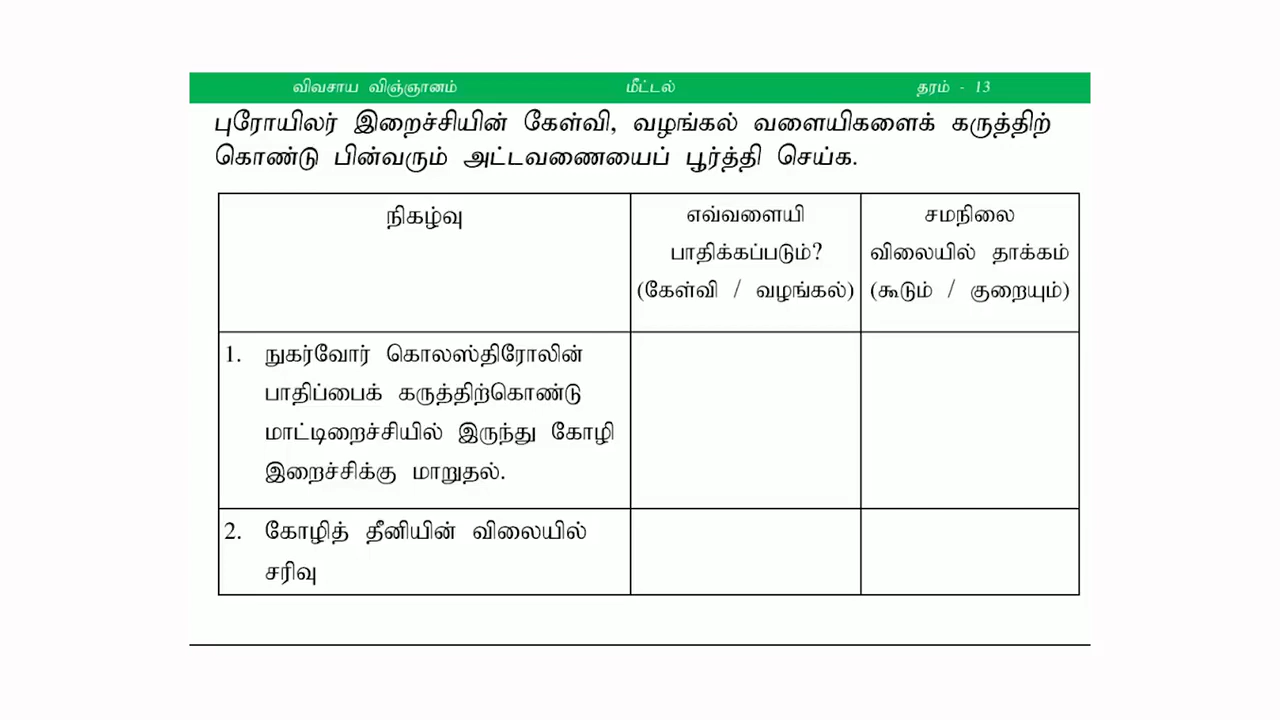 விவசாய விஞ்ஞானம் மீட்டல் தரம் - 13
புரோயிலர் இறைச்சியின் கேள்வி, வழங்கல் வளையிகளைக் கருத்திற்
கொண்டு பின்வரும் அட்டவணையைப் பூர்த்தி செய்க.
நிகழ்வு
எவ்வளையி
பாதிக்கப்படும்?
(கேள்வி / வழங்கல்)
சமநிலை
விலையில் தாக்கம்
(கூடும் / குறையும்)
1. நுகர்வோர் கொலஸ்திரோலின்
பாதிப்பைக் கருத்திற்கொண்டு
மாட்டிறைச்சியில் இருந்து கோழி
இறைச்சிக்கு மாறுதல்.
2. கோழித் தீனியின் விலையில்
சரிவு